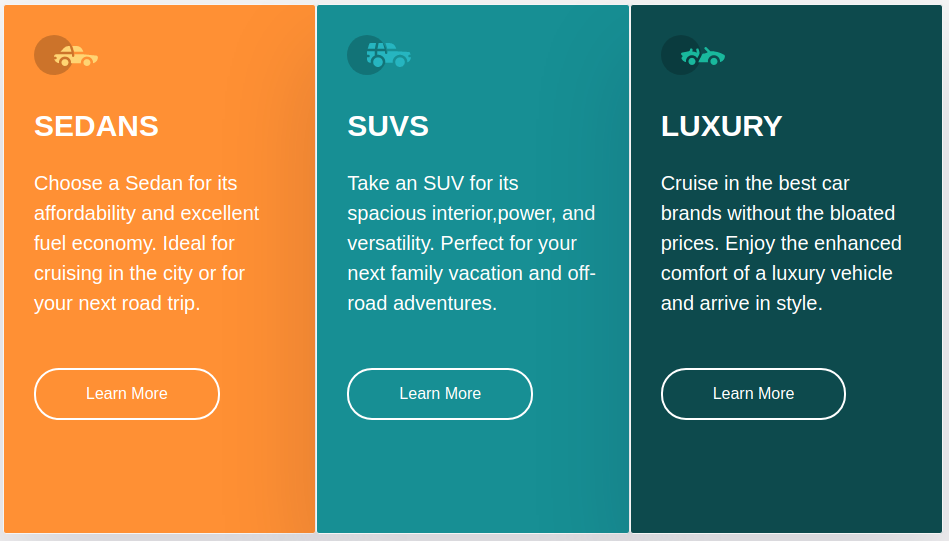 SEDANS
Choose a Sedan for its
affordability and excellent
fuel economy. Ideal for
cruising in the city or for
your next road trip.
Learn More
SUVS
Take an SUV for its
spacious interior,power, and
versatility. Perfect for your
next family vacation and off-
road adventures.
Learn More
LUXURY
Cruise in the best car
brands without the bloated
prices. Enjoy the enhanced
comfort of a luxury vehicle
and arrive in style.
Learn More